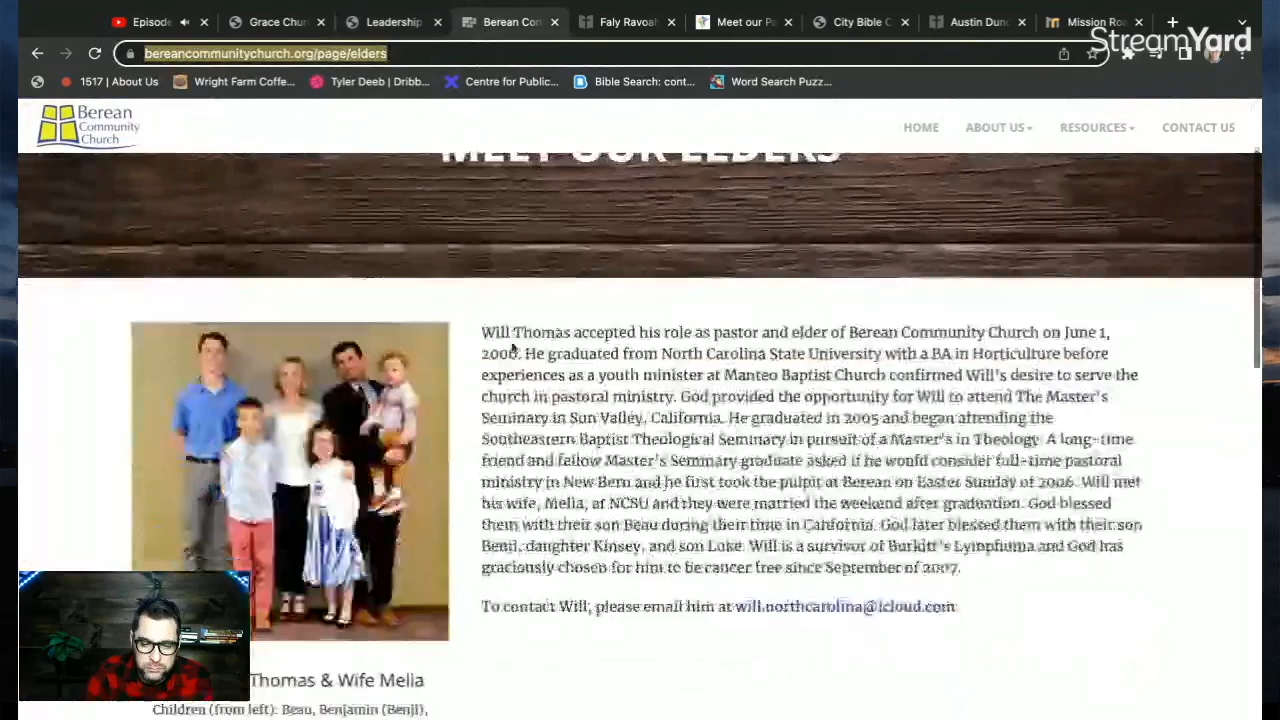 Episode
Grace Chur
Leadership
Berean Con
Faly Ravoah
Meet our Pa
City Bible C
Austin Dunc
Mission Roa
StreamYard
bereancommunitychurch.org/page/elders
1517 | About Us
Wright Farm Coffe...
Tyler Deeb | Dribb...
Centre for Public...
Bible Search: cont...
Word Search Puzz...
Berean
Community
Church
HOME
ABOUT US
RESOURCES
CONTACT US
MEET OUR ELDERS
Will Thomas accepted his role as pastor and elder of Berean Community Church on June 1,
2006. He graduated from North Carolina State University with a BA in Horticulture before
experiences as a youth minister at Manteo Baptist Church confirmed Will's desire to serve the
church in pastoral ministry. God provided the opportunity for Will to attend The Master's
Seminary in Sun Valley, California. He graduated in 2005 and began attending the
Southeastern Baptist Theological Seminary in pursuit of a Master's in Theology. A long-time
friend and fellow Master's Seminary graduate asked if he would consider full-time pastoral
ministry in New Bern and he first took the pulpit at Berean on Easter Sunday of 2006. Will met
his wife, Melia, at NCSU and they were married the weekend after graduation. God blessed
them with their son Beau during their time in California. God later blessed them with their son
Benji, daughter Kinsey, and son Luke. Will is a survivor of Burkitt's Lymphoma and God has
graciously chosen for him to be cancer free since September of 2007.
To contact Will, please email him at will.northcarolina@icloud.com
Thomas & Wife Melia
Children (from left): Beau, Benjamin (Benji),